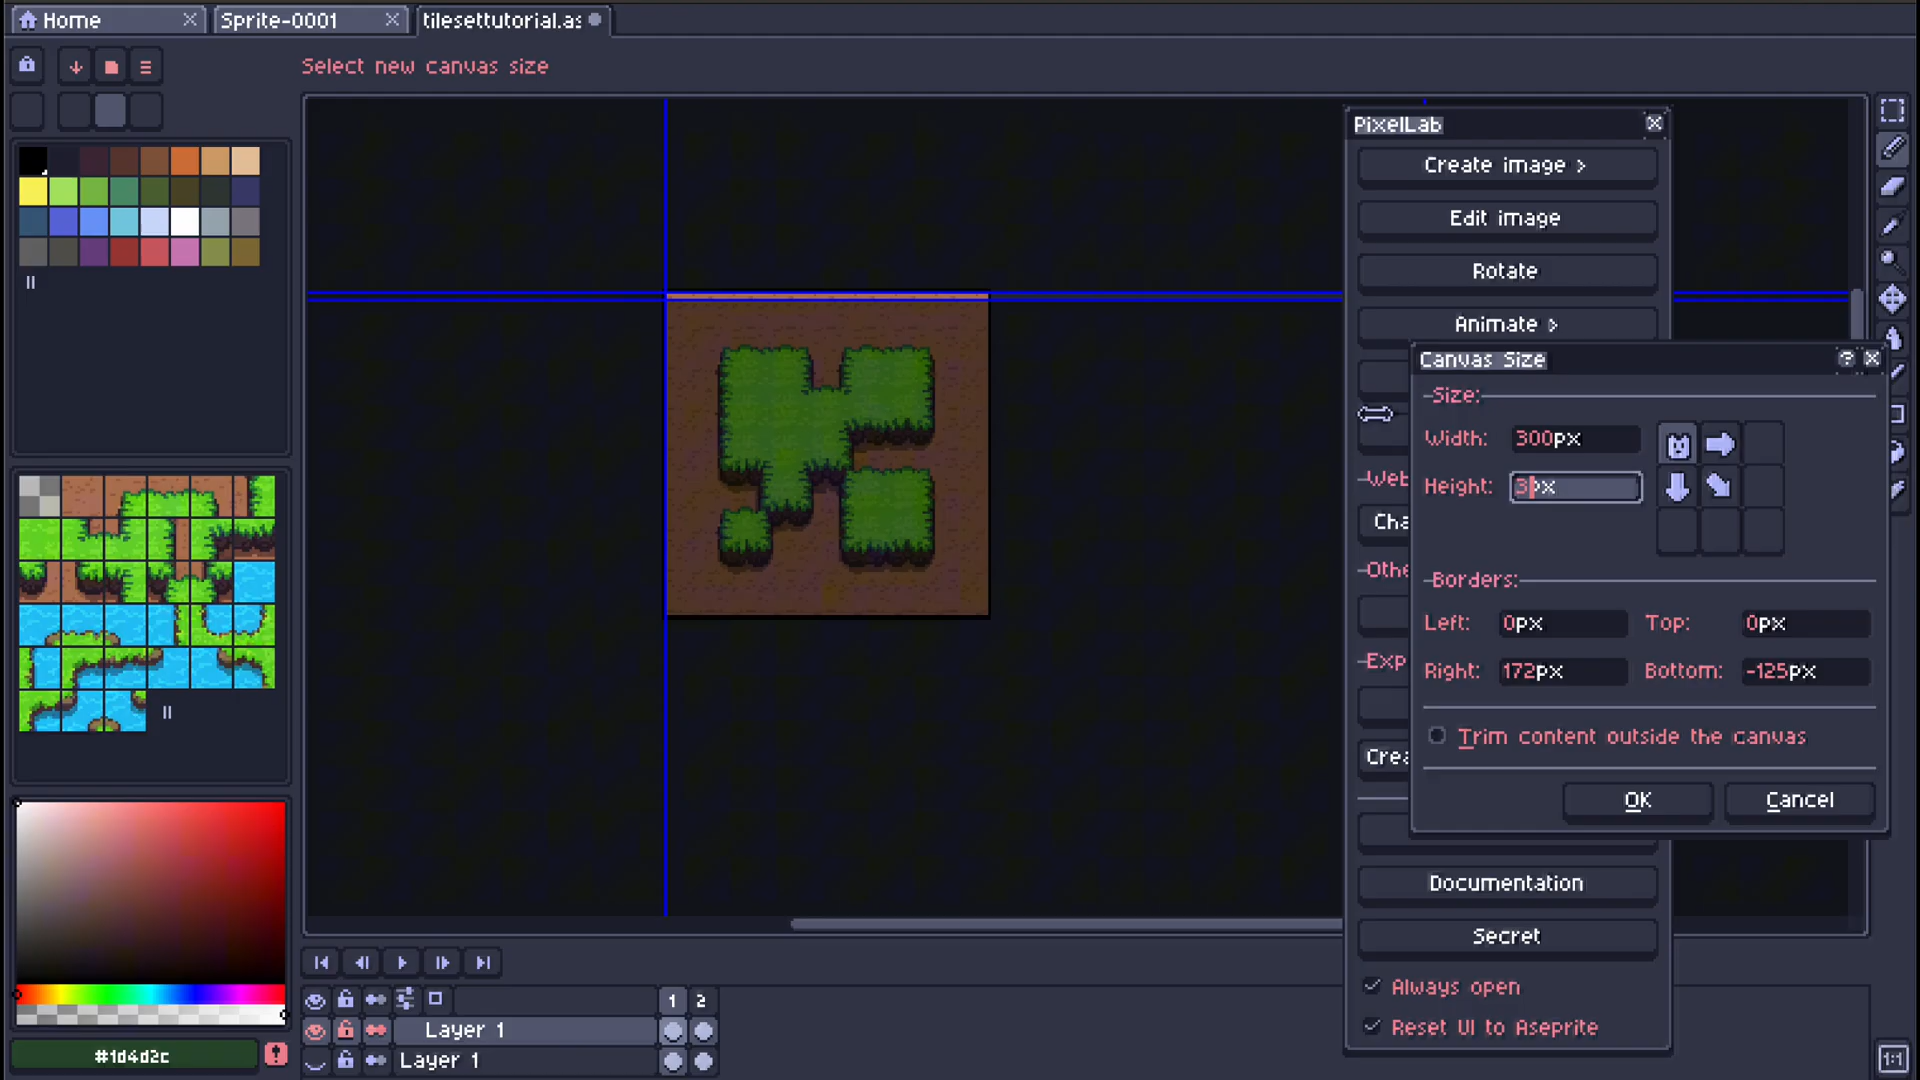 Home
Sprite-0001
tilesettutorial.as
Select new canvas size
PixelLab
Create image >
Edit image
Rotate
Animate >
Canvas Size
Size:
Width: 300px
Height: 3px
Web
Cha
Othe
Borders:
Left: 0px Top: 0px
Exp
Right: 172px Bottom: -125px
Trim content outside the canvas
Crea
OK Cancel
Documentation
Secret
Always open
Reset UI to Aseprite
1 2
Layer 1
Layer 1
#1d4d2c
1:1